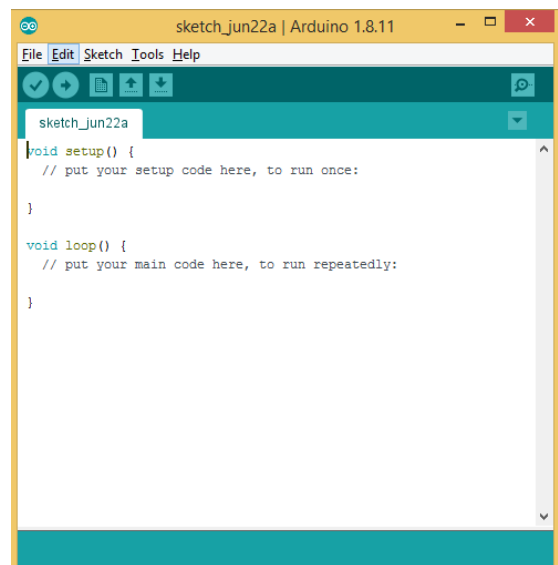 sketch_jun22a | Arduino 1.8.11
File Edit Sketch Tools Help
sketch_jun22a
void setup() {
  // put your setup code here, to run once:
}
void loop() {
  // put your main code here, to run repeatedly:
}